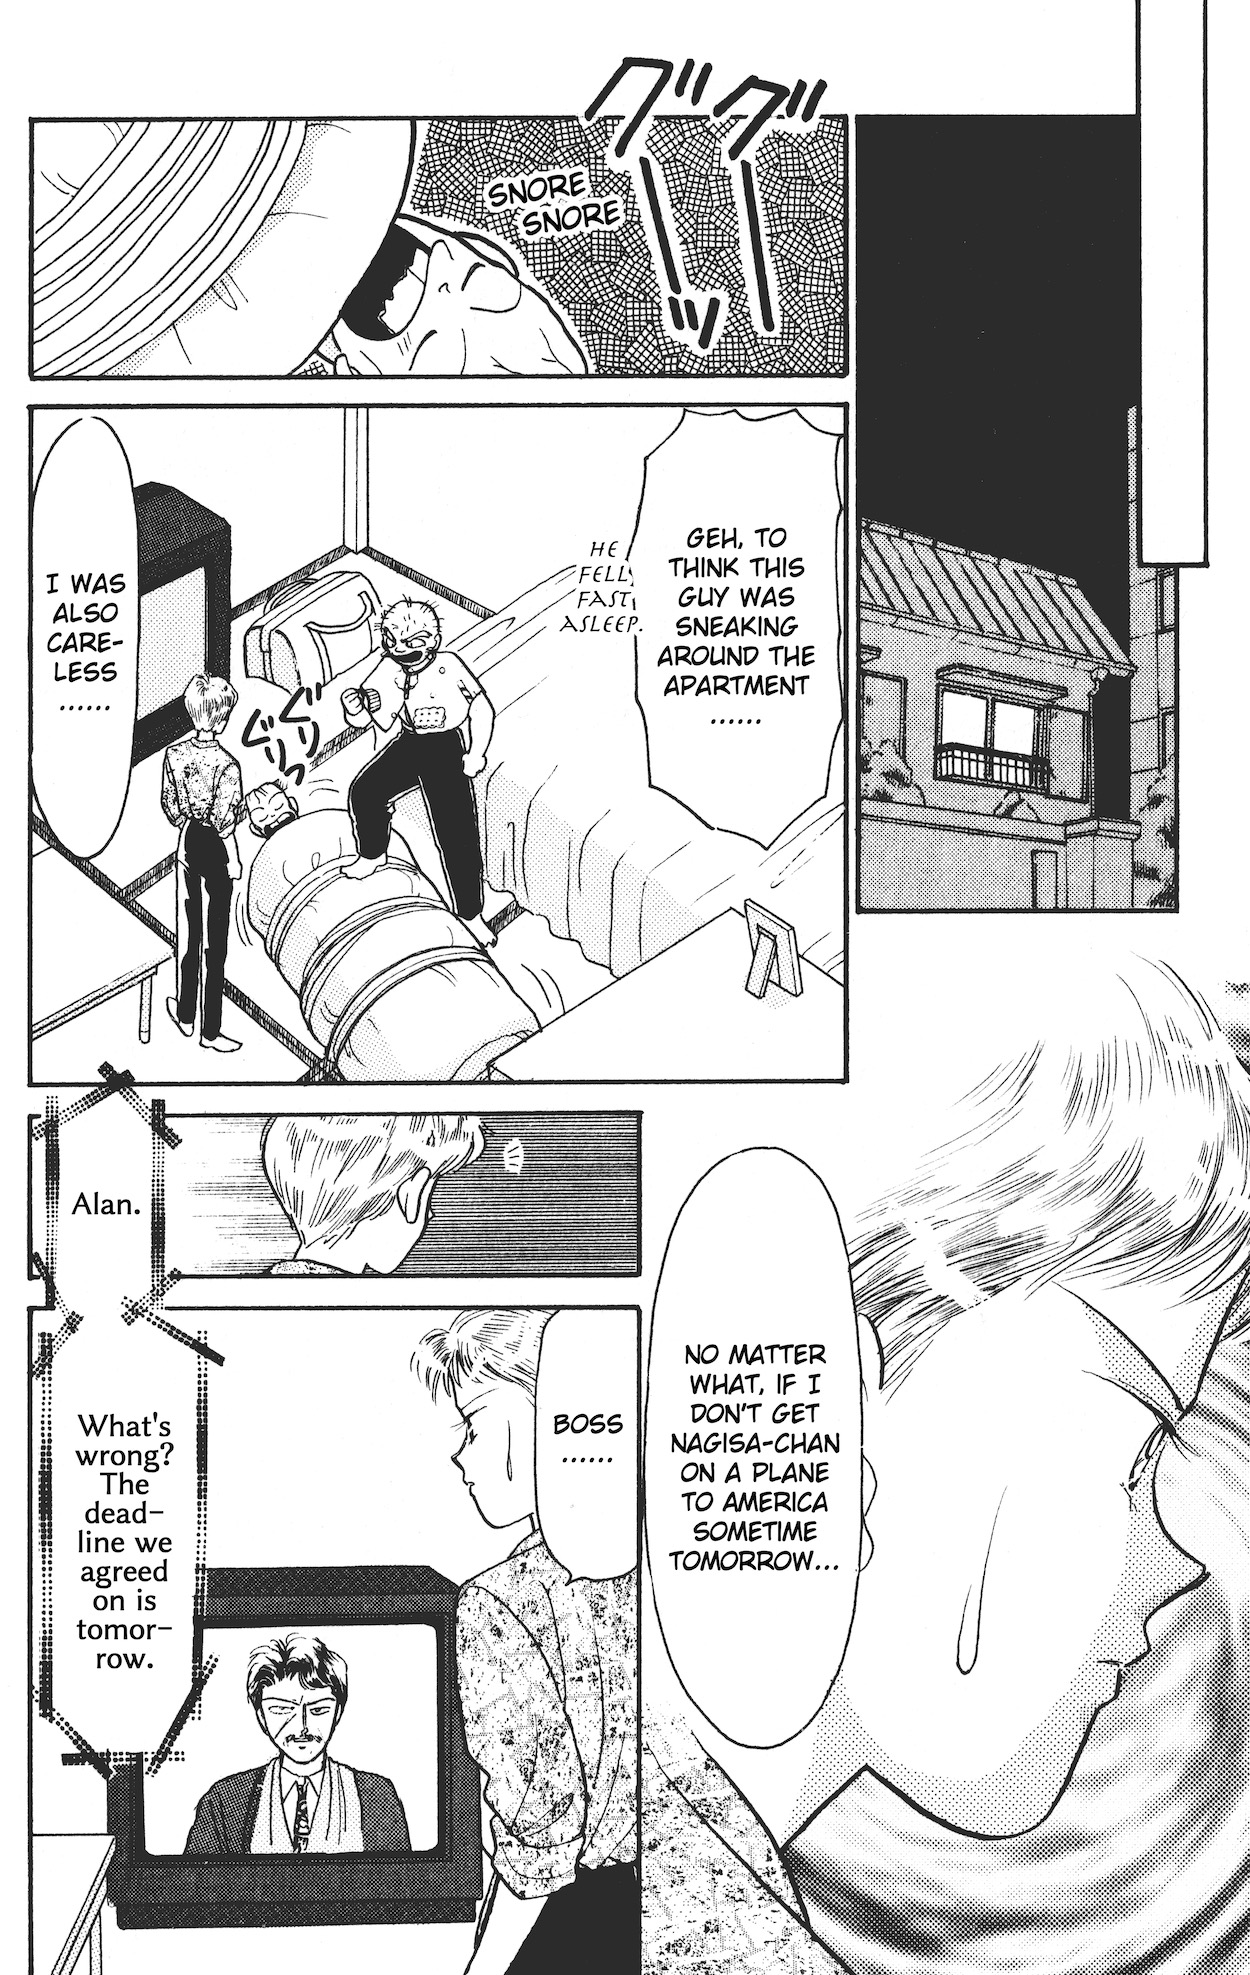 グググーーッ
SNORE
SNORE
GEH, TO
THINK THIS
GUY WAS
SNEAKING
AROUND THE
APARTMENT
......
HE
FELL
FAST
ASLEEP.
ぐりぐりっ
I WAS
ALSO
CARE-
LESS
......
NO MATTER
WHAT, IF I
DON'T GET
NAGISA-CHAN
ON A PLANE
TO AMERICA
SOMETIME
TOMORROW...
Alan.
BOSS
......
What's
wrong?
The
dead-
line we
agreed
on is
tomor-
row.